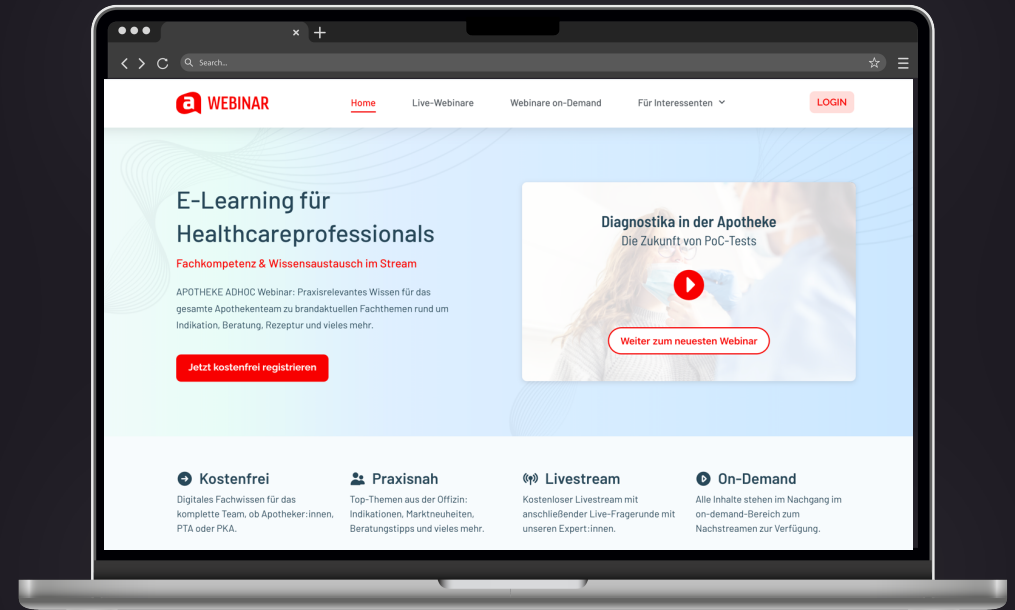 Search...
a WEBINAR
Home
Live-Webinare
Webinare on-Demand
Für Interessenten
LOGIN
E-Learning für
Healthcareprofessionals
Fachkompetenz & Wissensaustausch im Stream
APOTHEKE ADHOC Webinar: Praxisrelevantes Wissen für das
gesamte Apothekenteam zu brandaktuellen Fachthemen rund um
Indikation, Beratung, Rezeptur und vieles mehr.
Jetzt kostenfrei registrieren
Diagnostika in der Apotheke
Die Zukunft von PoC-Tests
Weiter zum neuesten Webinar
Kostenfrei
Digitales Fachwissen für das
komplette Team, ob Apotheker:innen,
PTA oder PKA.
Praxisnah
Top-Themen aus der Offizin:
Indikationen, Marktneuheiten,
Beratungstipps und vieles mehr.
Livestream
Kostenloser Livestream mit
anschließender Live-Fragerunde mit
unseren Expert:innen.
On-Demand
Alle Inhalte stehen im Nachgang im
on-demand-Bereich zum
Nachstreamen zur Verfügung.